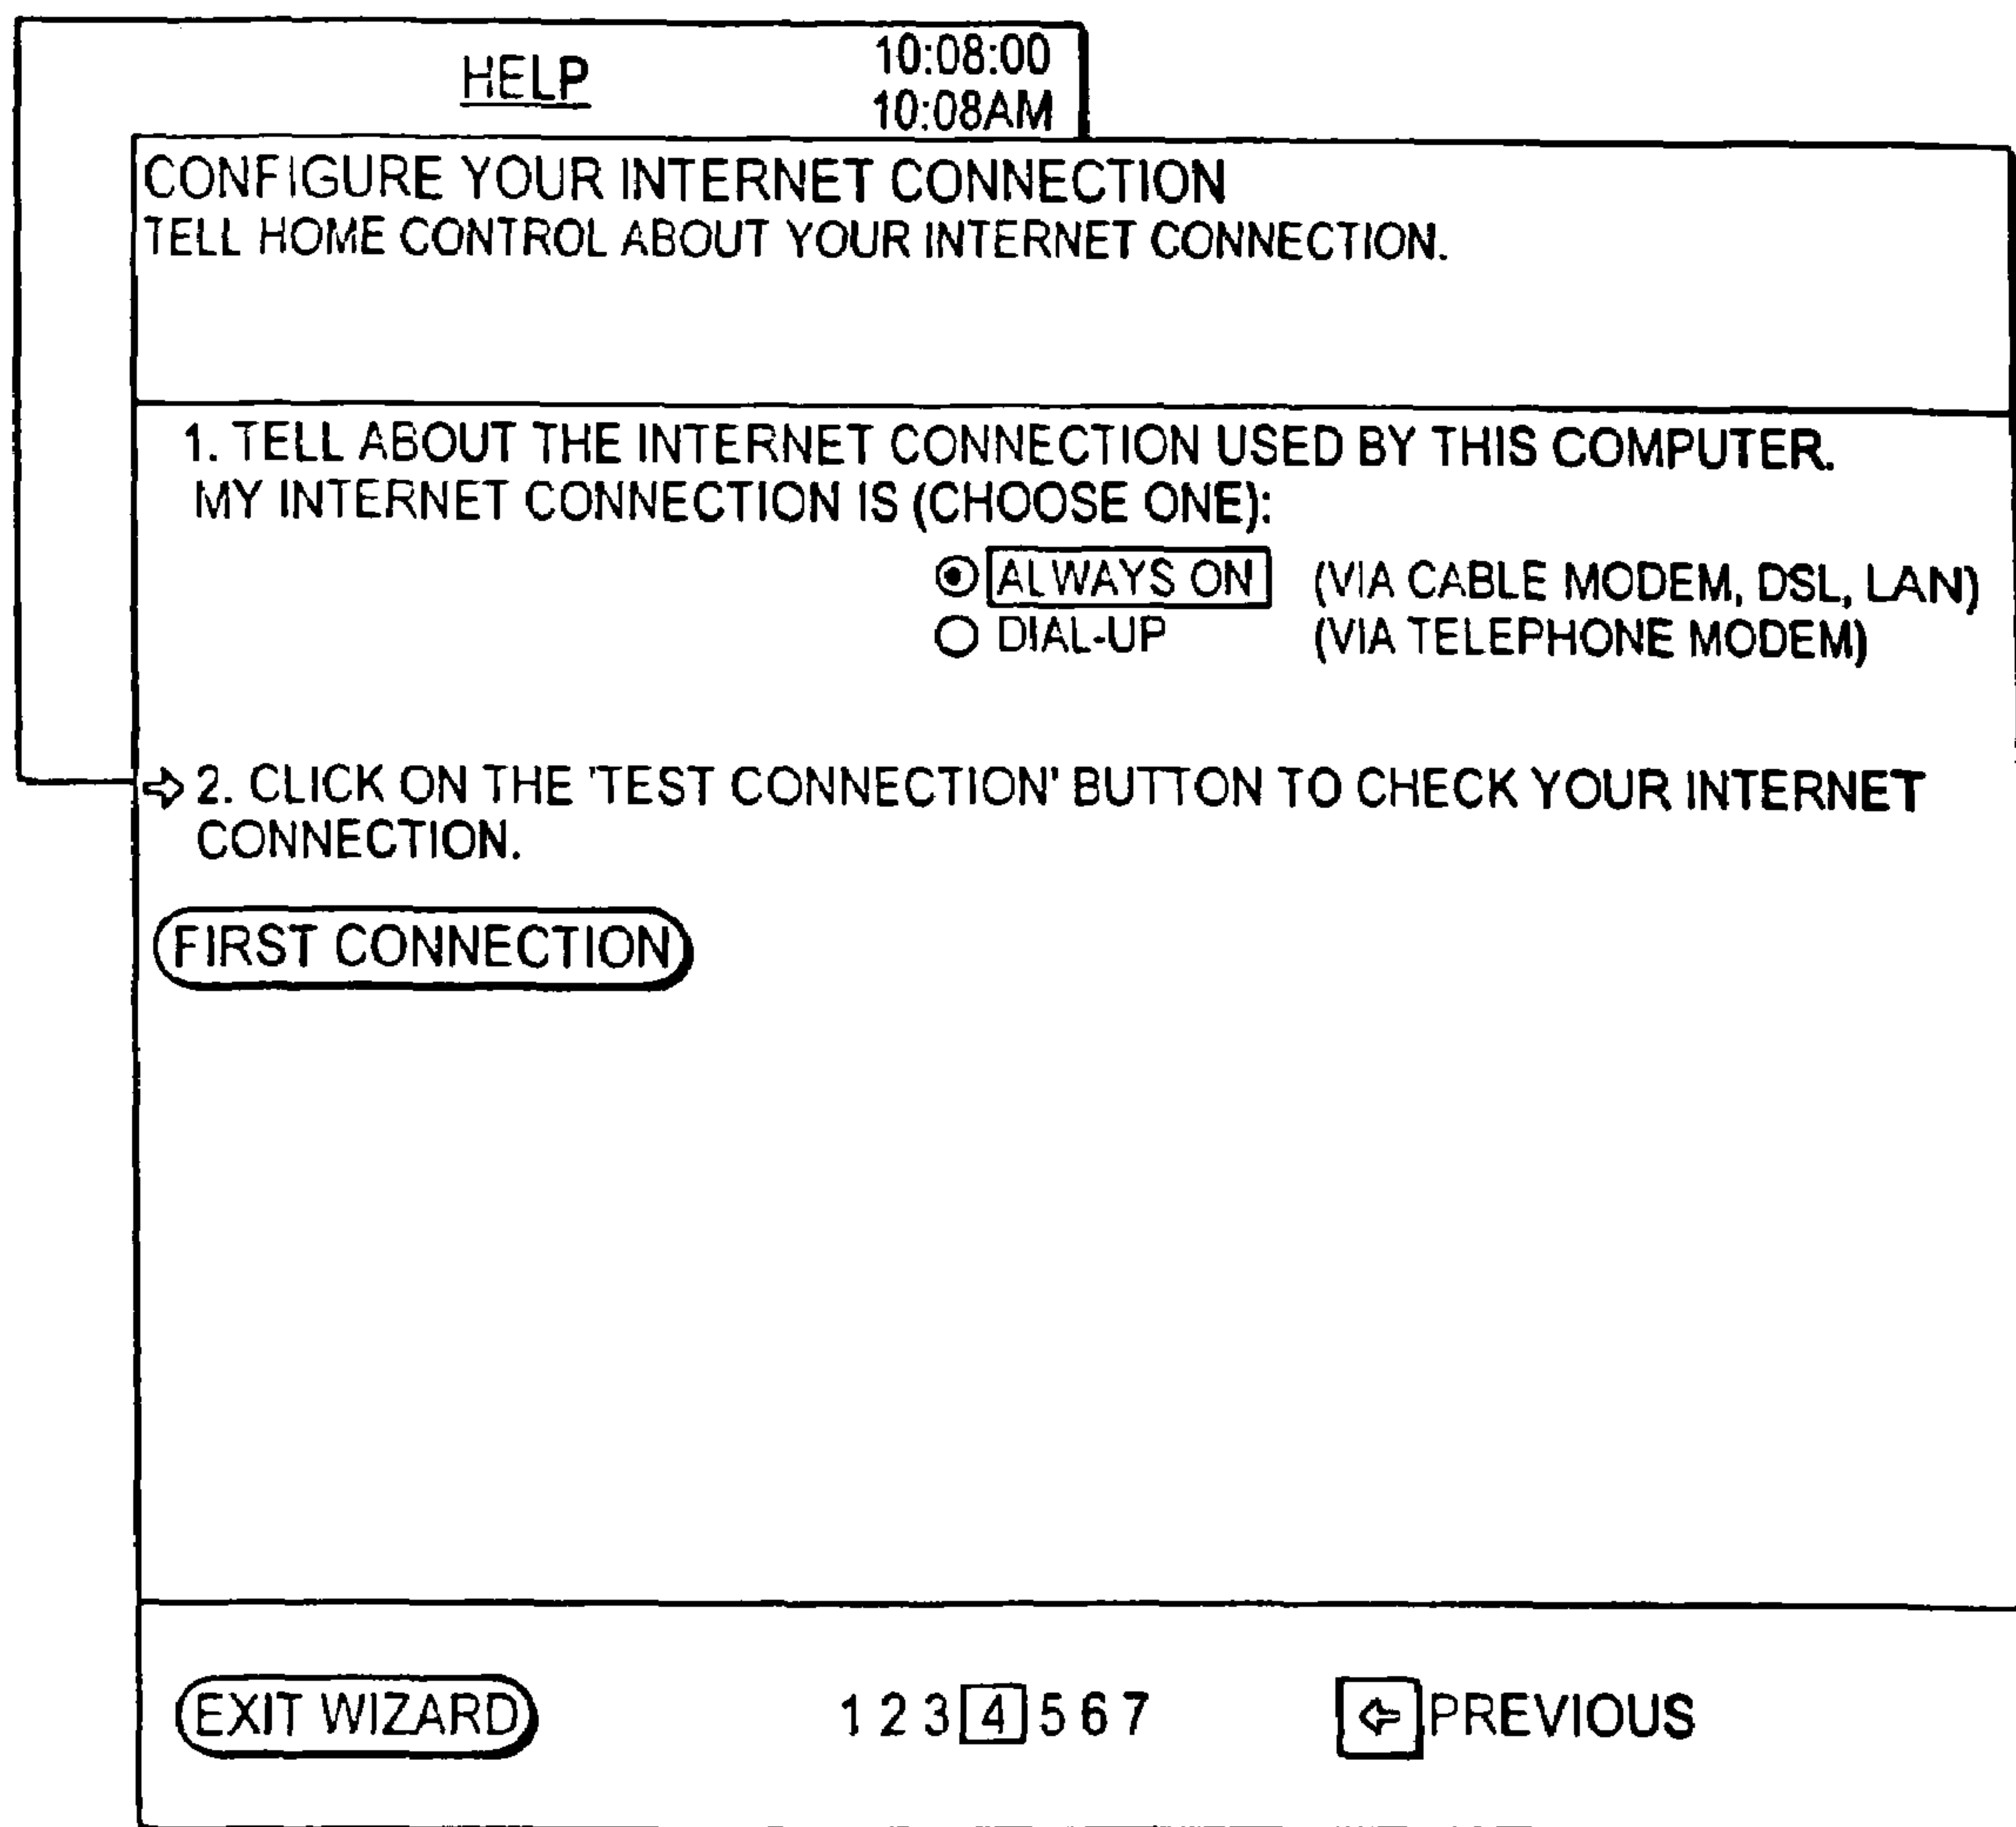 HELP
10:08:00
10:08AM
CONFIGURE YOUR INTERNET CONNECTION
TELL HOME CONTROL ABOUT YOUR INTERNET CONNECTION.
1. TELL ABOUT THE INTERNET CONNECTION USED BY THIS COMPUTER.
MY INTERNET CONNECTION IS (CHOOSE ONE):
ALWAYS ON (VIA CABLE MODEM, DSL, LAN)
DIAL-UP (VIA TELEPHONE MODEM)
2. CLICK ON THE 'TEST CONNECTION' BUTTON TO CHECK YOUR INTERNET
CONNECTION.
FIRST CONNECTION
EXIT WIZARD 1 2 3 4 5 6 7 PREVIOUS